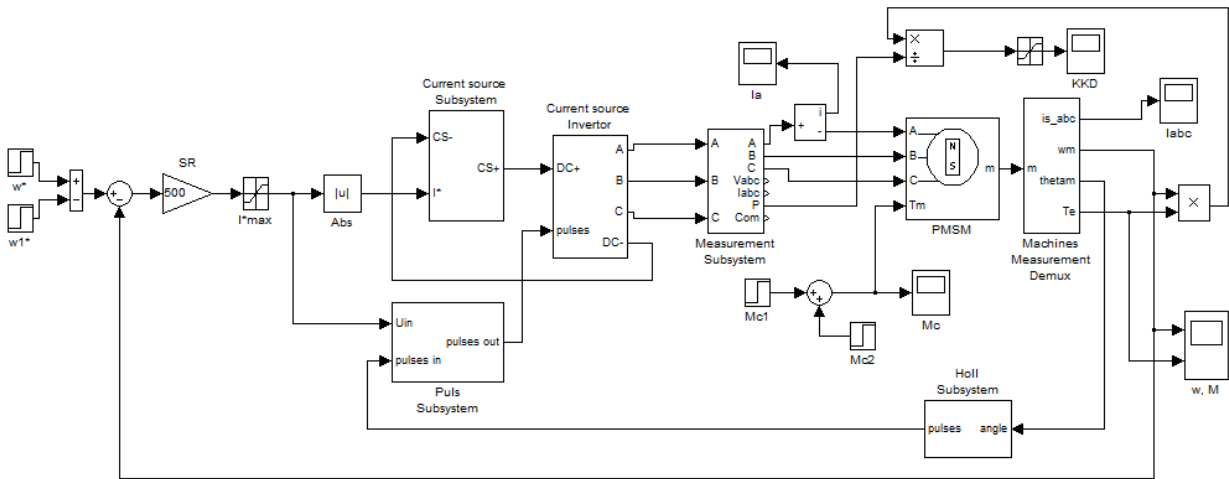 w*
w1*
+
-
+
-
SR
500
I*max
|u|
Abs
Current source
Subsystem
CS-
CS+
I*
Current source
Invertor
DC+
pulses
A
B
C
DC-
Uin
pulses in
pulses out
Puls
Subsystem
A
B
C
A
B
C
Vabc
Iabc
P
Com
Measurement
Subsystem
Ia
+
i
-
×
÷
KKD
A
B
C
Tm
N
S
m
PMSM
m
is_abc
wm
thetam
Te
Machines
Measurement
Demux
Iabc
×
Mc1
+
+
Mc2
Mc
Holl
Subsystem
pulses
angle
w, M